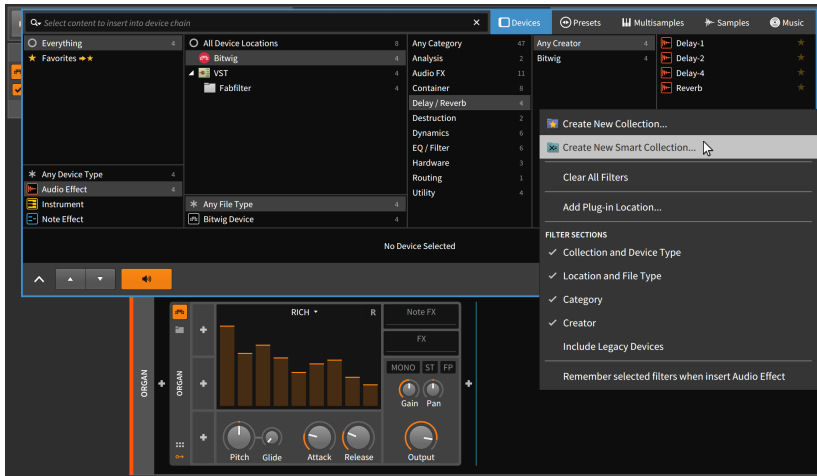 Select content to insert into device chain
Devices
Presets
Multisamples
Samples
Music
Everything 4
Favorites
Any Device Type 4
Audio Effect 4
Instrument
Note Effect
All Device Locations 8
Bitwig 4
VST 4
Fabfilter 4
Any File Type 4
Bitwig Device 4
Any Category 47
Analysis 2
Audio FX 11
Container 8
Delay / Reverb 4
Destruction 2
Dynamics 6
EQ / Filter 6
Hardware 3
Routing 1
Utility 4
Any Creator 4
Bitwig 4
Delay-1
Delay-2
Delay-4
Reverb
No Device Selected
Create New Collection...
Create New Smart Collection...
Clear All Filters
Add Plug-in Location...
FILTER SECTIONS
Collection and Device Type
Location and File Type
Category
Creator
Include Legacy Devices
Remember selected filters when insert Audio Effect
ORGAN
ORGAN
RICH
R
Note FX
FX
MONO ST FP
Gain Pan
Pitch Glide Attack Release Output